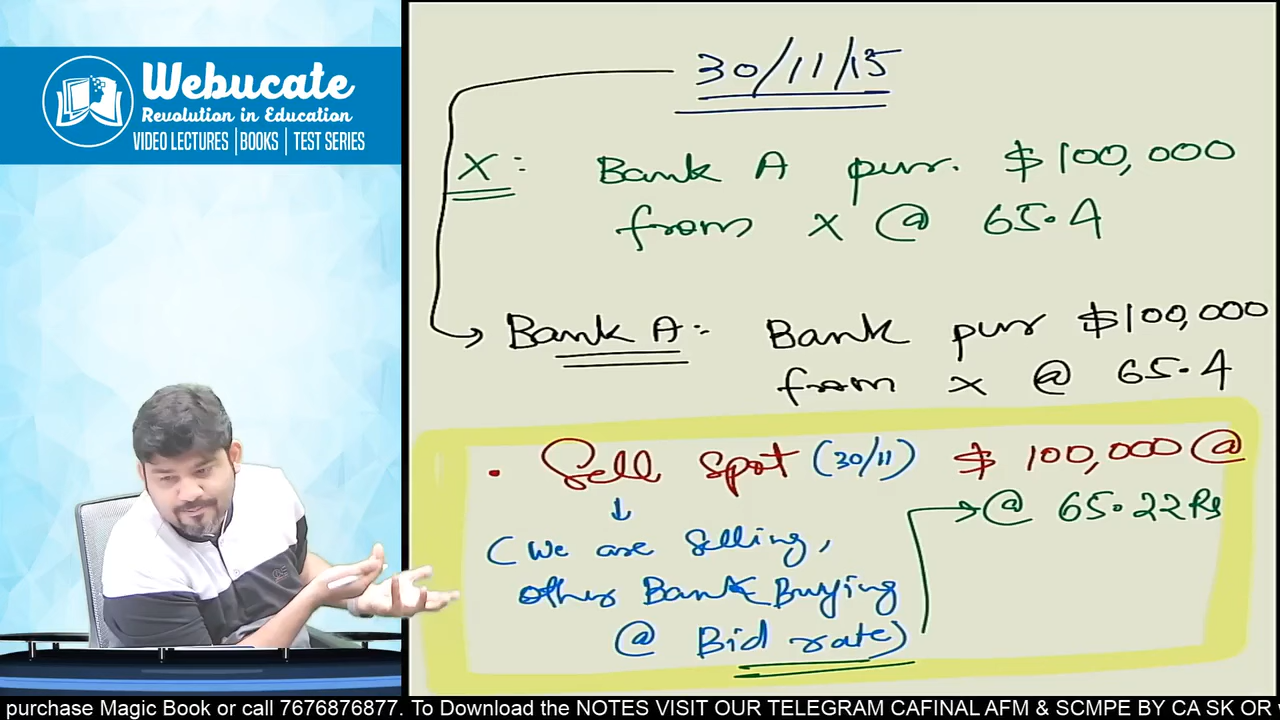 Webucate
Revolution in Education
VIDEO LECTURES | BOOKS | TEST SERIES
30/11/15
X: Bank A pur. $100,000
from X @ 65.4
Bank A:- Bank pur $100,000
from X @ 65.4
• Sell Spot (30/11) $ 100,000 @
@ 65.22 Rs
(We are selling,
other Bank Buying
@ Bid rate)
purchase Magic Book or call 7676876877. To Download the NOTES VISIT OUR TELEGRAM CAFINAL AFM & SCMPE BY CA SK OR